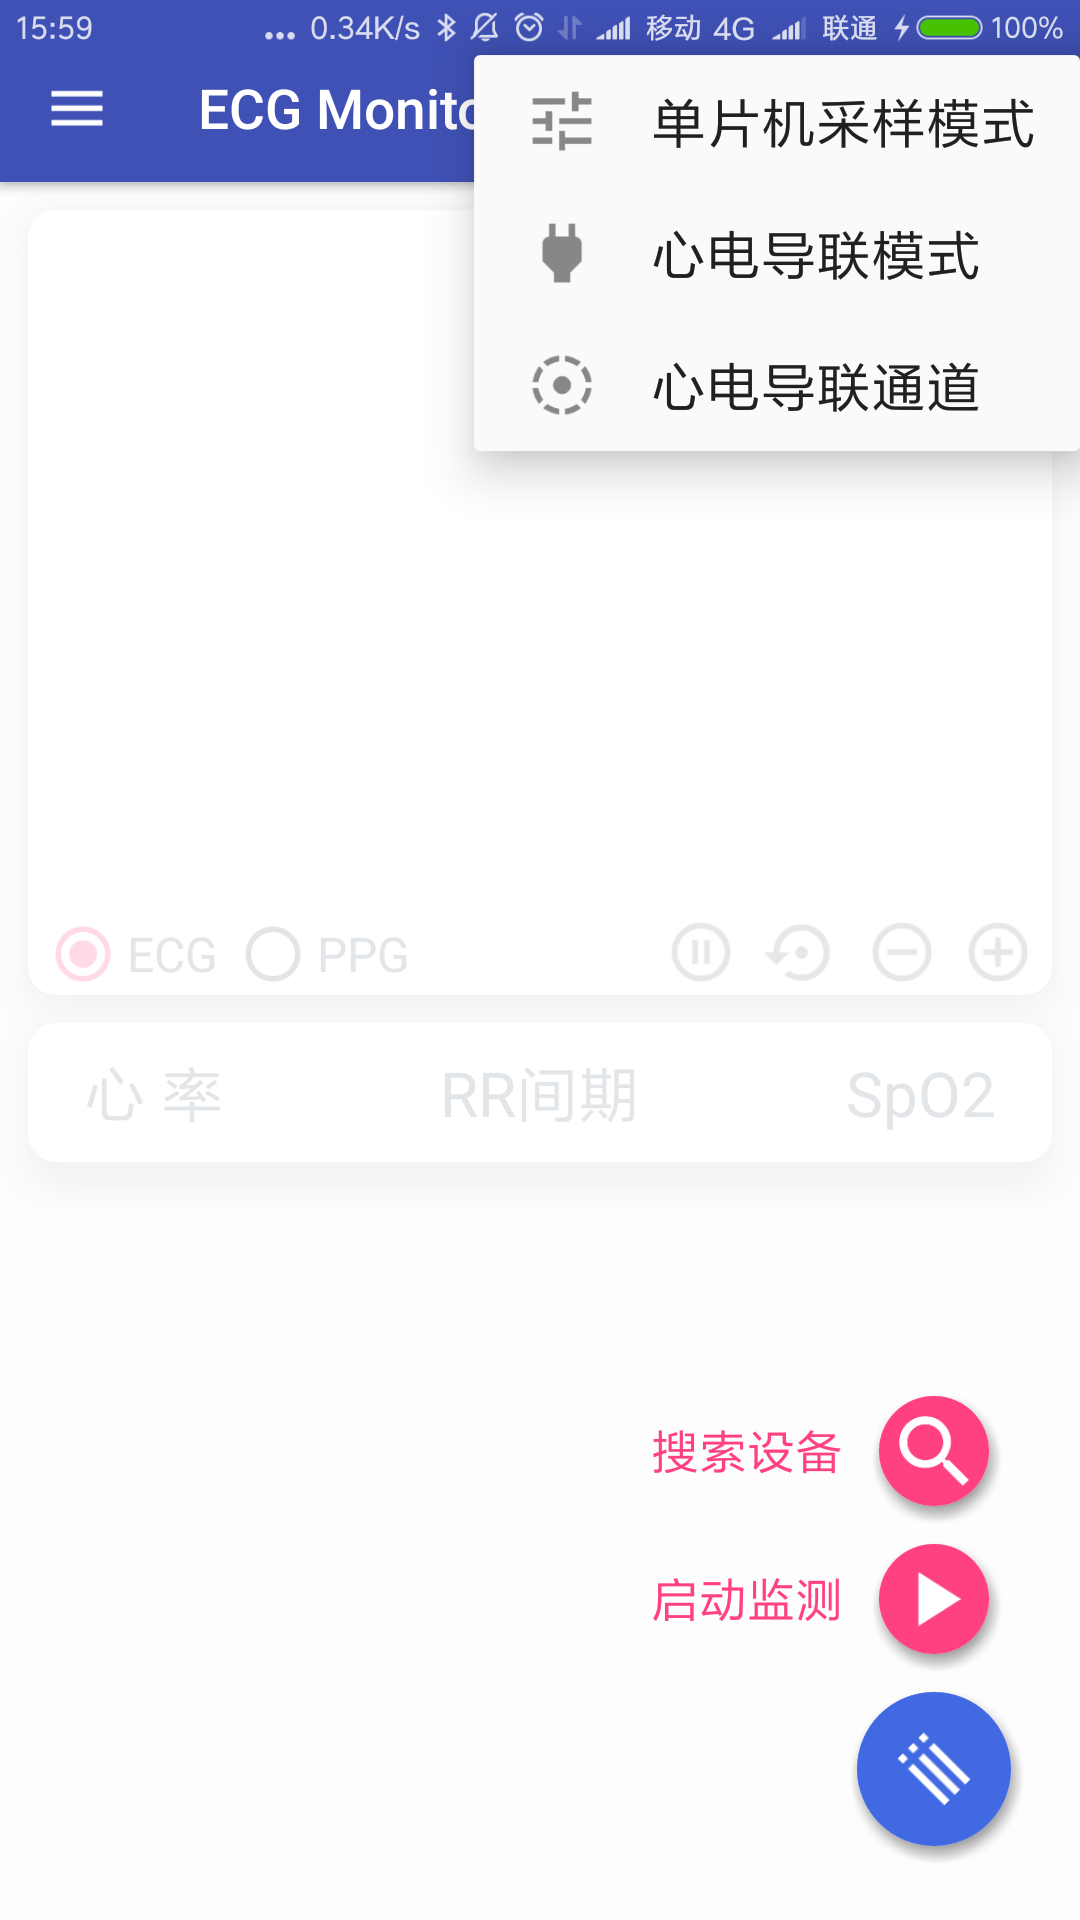 15:59 ... 0.34K/s 移动 4G 联通 100%
ECG Monito
单片机采样模式
心电导联模式
心电导联通道
ECG PPG
心 率 RR间期 SpO2
搜索设备
启动监测